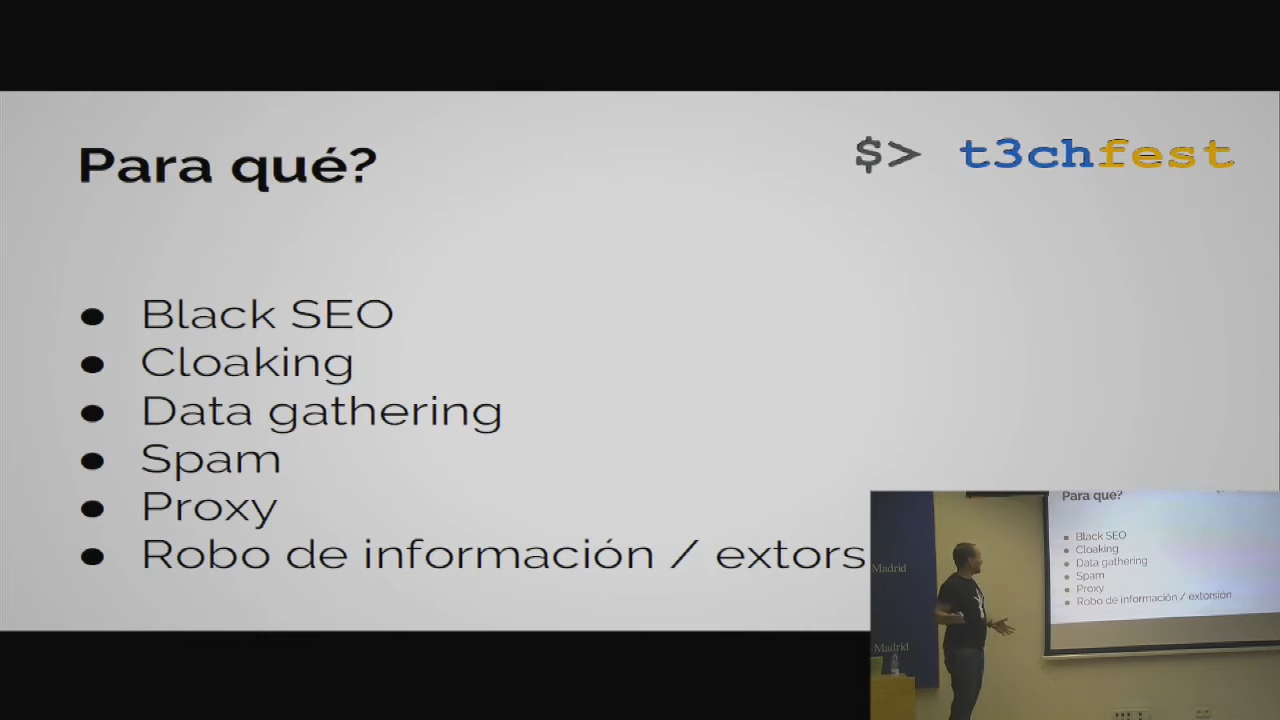 Para qué?
$> t3chfest
● Black SEO
● Cloaking
● Data gathering
● Spam
● Proxy
● Robo de información / extors
Madrid
Madrid
Para qué?
● Black SEO
● Cloaking
● Data gathering
● Spam
● Proxy
● Robo de información / extorsión